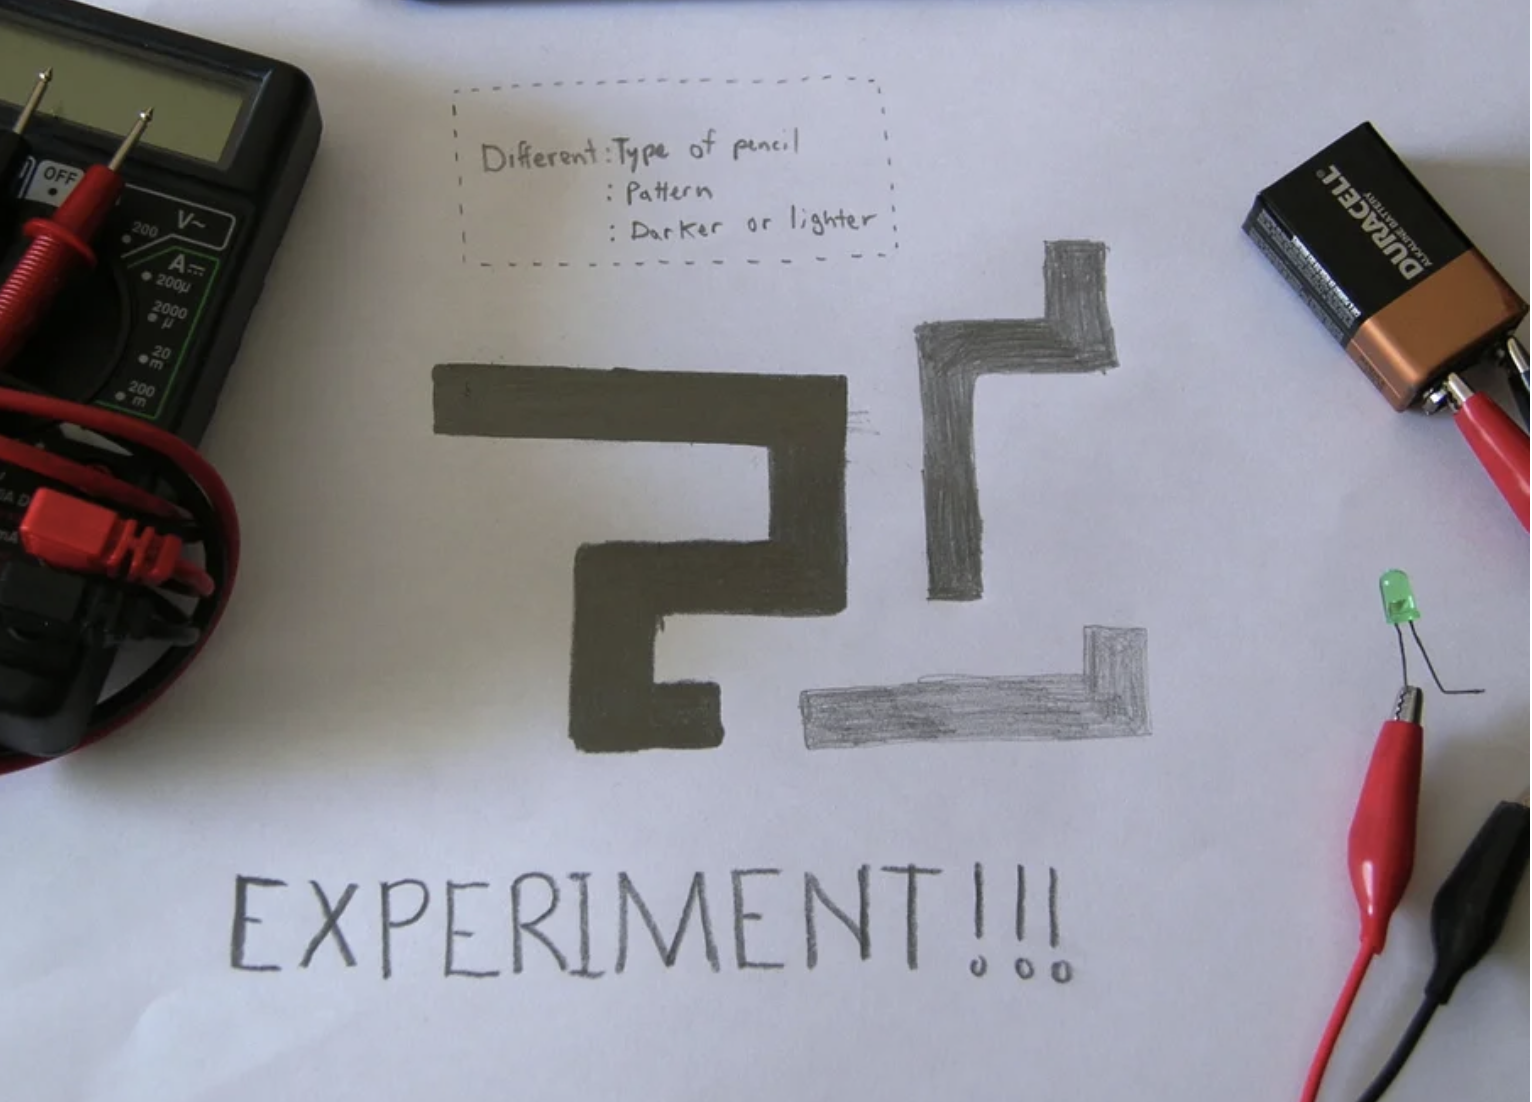 Different : Type of pencil
: Pattern
: Darker or lighter
OFF
V~
200
A
200µ
2000
µ
20
m
200
m
DURACELL®
ALKALINE BATTERY
EXPERIMENT!!!